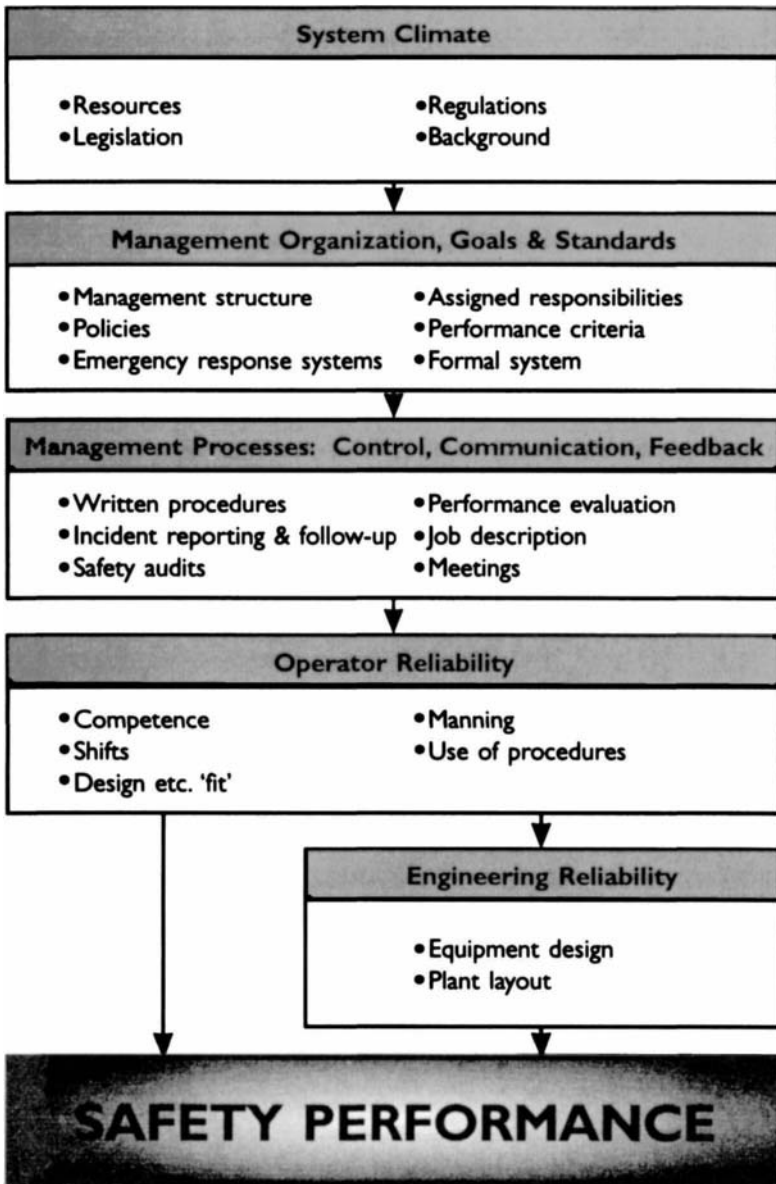 System Climate
•Resources
•Legislation
•Regulations
•Background
Management Organization, Goals & Standards
•Management structure
•Policies
•Emergency response systems
•Assigned responsibilities
•Performance criteria
•Formal system
Management Processes: Control, Communication, Feedback
•Written procedures
•Incident reporting & follow-up
•Safety audits
•Performance evaluation
•Job description
•Meetings
Operator Reliability
•Competence
•Shifts
•Design etc. 'fit'
•Manning
•Use of procedures
Engineering Reliability
•Equipment design
•Plant layout
SAFETY PERFORMANCE